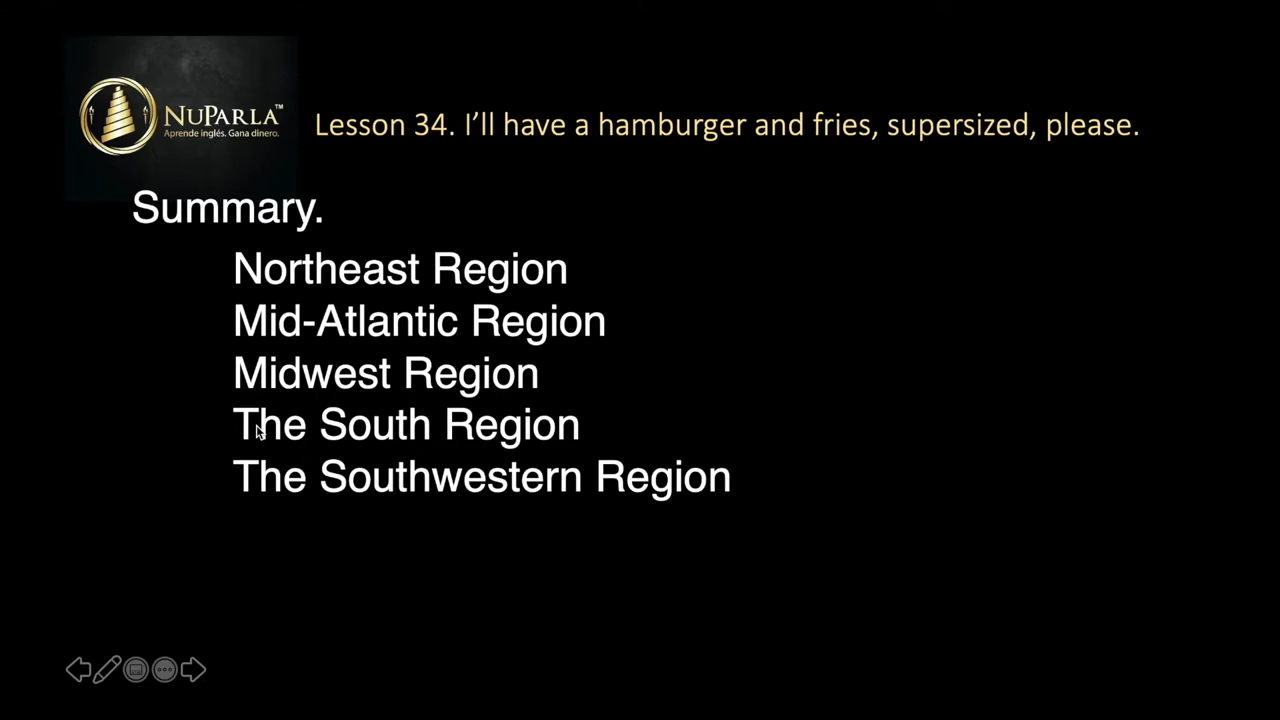 NUPARLA™
Aprende inglés. Gana dinero.
Lesson 34. I'll have a hamburger and fries, supersized, please.
Summary.
Northeast Region
Mid-Atlantic Region
Midwest Region
The South Region
The Southwestern Region